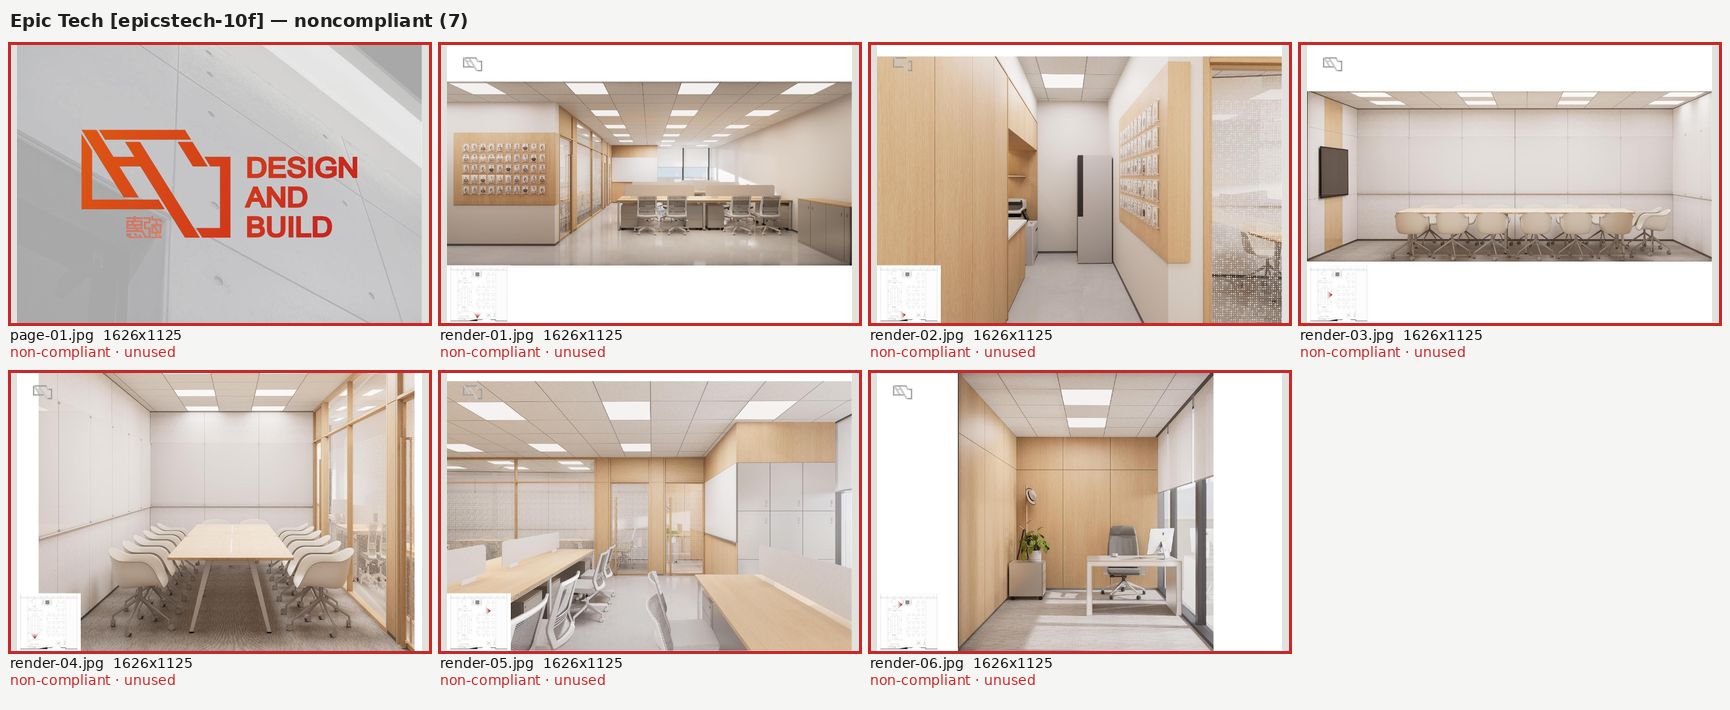 Epic Tech [epicstech-10f] — noncompliant (7)
DESIGN
AND
BUILD
page-01.jpg 1626x1125
non-compliant · unused
render-01.jpg 1626x1125
non-compliant · unused
render-02.jpg 1626x1125
non-compliant · unused
render-03.jpg 1626x1125
non-compliant · unused
render-04.jpg 1626x1125
non-compliant · unused
render-05.jpg 1626x1125
non-compliant · unused
render-06.jpg 1626x1125
non-compliant · unused